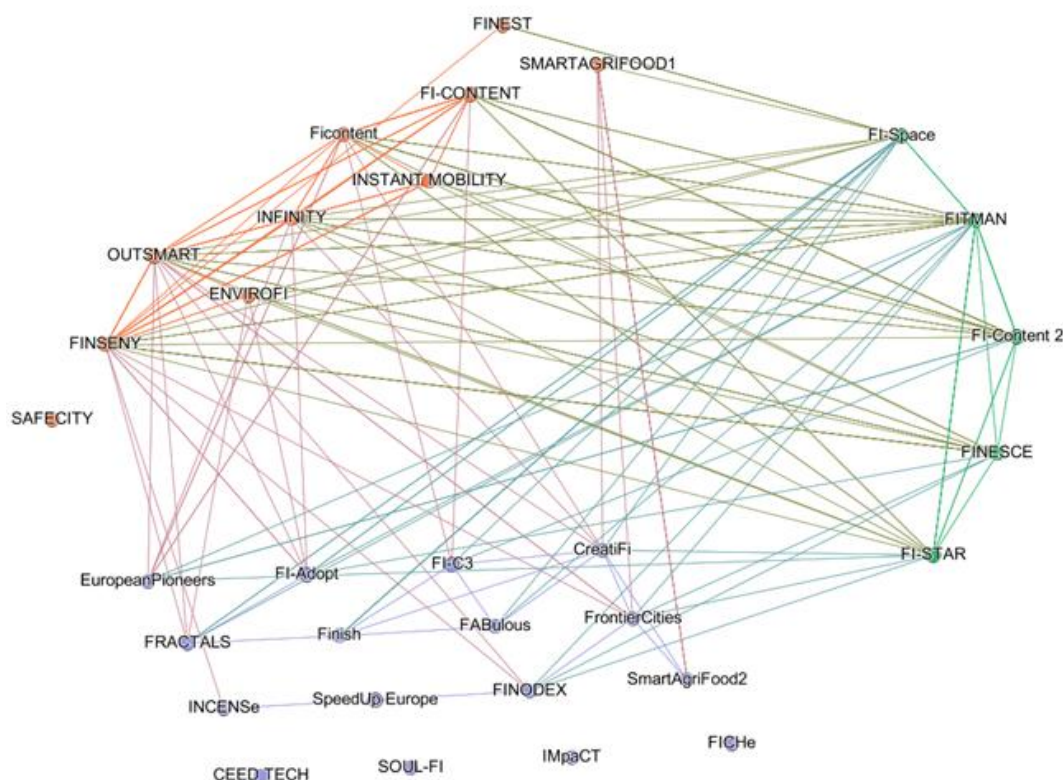 FINEST
SMARTAGRIFOOD1
FI-CONTENT
Ficontent
FI-Space
INSTANT MOBILITY
INFINITY
FITMAN
OUTSMART
ENVIROFI
FINSENY
FI-Content 2
SAFECITY
FINESCE
CreatiFi
FI-STAR
FI-C3
EuropeanPioneers
FI-Adopt
FrontierCities
FABulous
FRACTALS
Finish
SmartAgriFood2
FINODEX
SpeedUp Europe
INCENSe
FICHe
IMpaCT
SOUL-FI
CEED TECH